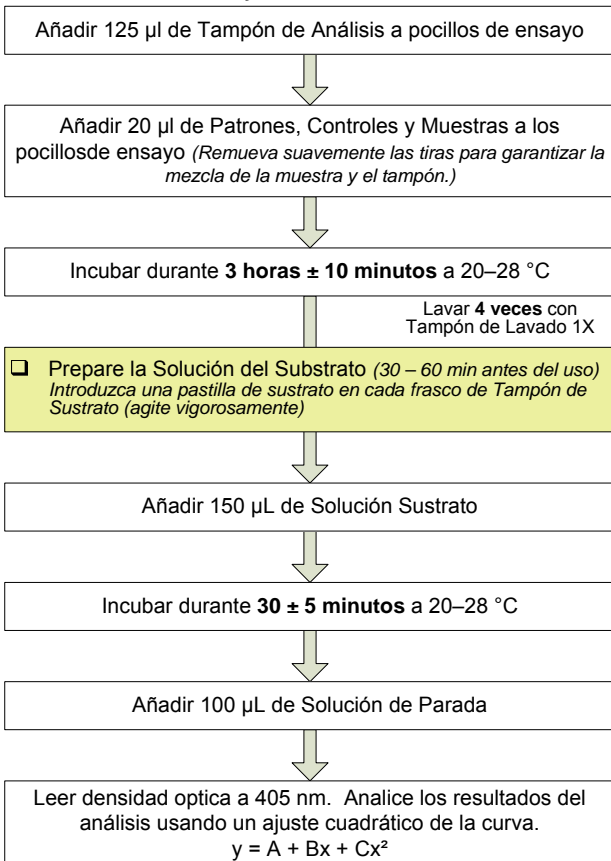 Añadir 125 µl de Tampón de Análisis a pocillos de ensayo
Añadir 20 µl de Patrones, Controles y Muestras a los
pocillosde ensayo (Remueva suavemente las tiras para garantizar la
mezcla de la muestra y el tampón.)
Incubar durante 3 horas ± 10 minutos a 20–28 °C
Lavar 4 veces con
Tampón de Lavado 1X
❑ Prepare la Solución del Substrato (30 – 60 min antes del uso)
Introduzca una pastilla de sustrato en cada frasco de Tampón de
Sustrato (agite vigorosamente)
Añadir 150 µL de Solución Sustrato
Incubar durante 30 ± 5 minutos a 20–28 °C
Añadir 100 µL de Solución de Parada
Leer densidad optica a 405 nm. Analice los resultados del
análisis usando un ajuste cuadrático de la curva.
y = A + Bx + Cx²